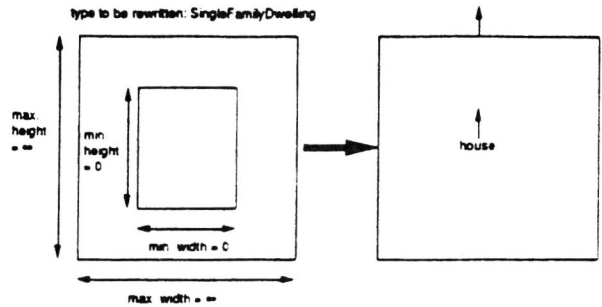 type to be rewritten: SingleFamilyDwelling
max.
height
= ∞
min.
height
= 0
house
min. width = 0
max. width = ∞